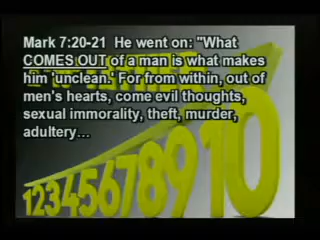 Mark 7:20-21 He went on: "What
COMES OUT of a man is what makes
him 'unclean.' For from within, out of
men's hearts, come evil thoughts,
sexual immorality, theft, murder,
adultery…
12345678910